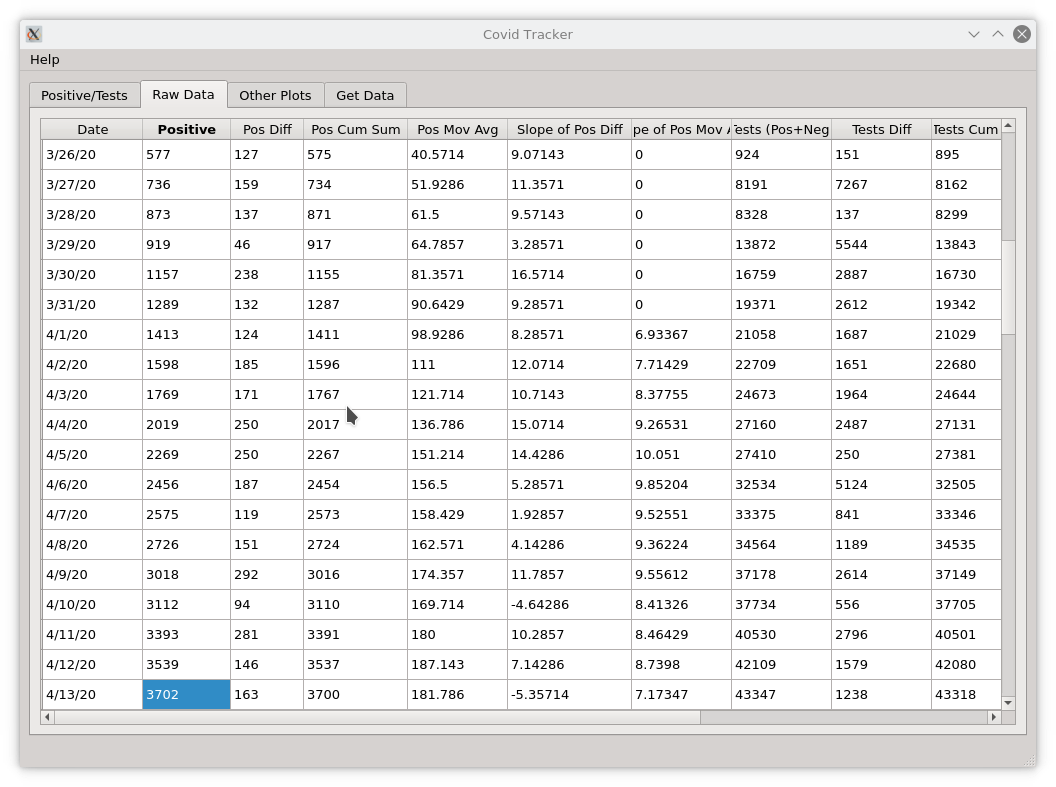 Covid Tracker
Help
Positive/Tests Raw Data Other Plots Get Data
Date Positive Pos Diff Pos Cum Sum Pos Mov Avg Slope of Pos Diff pe of Pos Mov Tests (Pos+Neg Tests Diff Tests Cum
3/26/20 577 127 575 40.5714 9.07143 0 924 151 895
3/27/20 736 159 734 51.9286 11.3571 0 8191 7267 8162
3/28/20 873 137 871 61.5 9.57143 0 8328 137 8299
3/29/20 919 46 917 64.7857 3.28571 0 13872 5544 13843
3/30/20 1157 238 1155 81.3571 16.5714 0 16759 2887 16730
3/31/20 1289 132 1287 90.6429 9.28571 0 19371 2612 19342
4/1/20 1413 124 1411 98.9286 8.28571 6.93367 21058 1687 21029
4/2/20 1598 185 1596 111 12.0714 7.71429 22709 1651 22680
4/3/20 1769 171 1767 121.714 10.7143 8.37755 24673 1964 24644
4/4/20 2019 250 2017 136.786 15.0714 9.26531 27160 2487 27131
4/5/20 2269 250 2267 151.214 14.4286 10.051 27410 250 27381
4/6/20 2456 187 2454 156.5 5.28571 9.85204 32534 5124 32505
4/7/20 2575 119 2573 158.429 1.92857 9.52551 33375 841 33346
4/8/20 2726 151 2724 162.571 4.14286 9.36224 34564 1189 34535
4/9/20 3018 292 3016 174.357 11.7857 9.55612 37178 2614 37149
4/10/20 3112 94 3110 169.714 -4.64286 8.41326 37734 556 37705
4/11/20 3393 281 3391 180 10.2857 8.46429 40530 2796 40501
4/12/20 3539 146 3537 187.143 7.14286 8.7398 42109 1579 42080
4/13/20 3702 163 3700 181.786 -5.35714 7.17347 43347 1238 43318